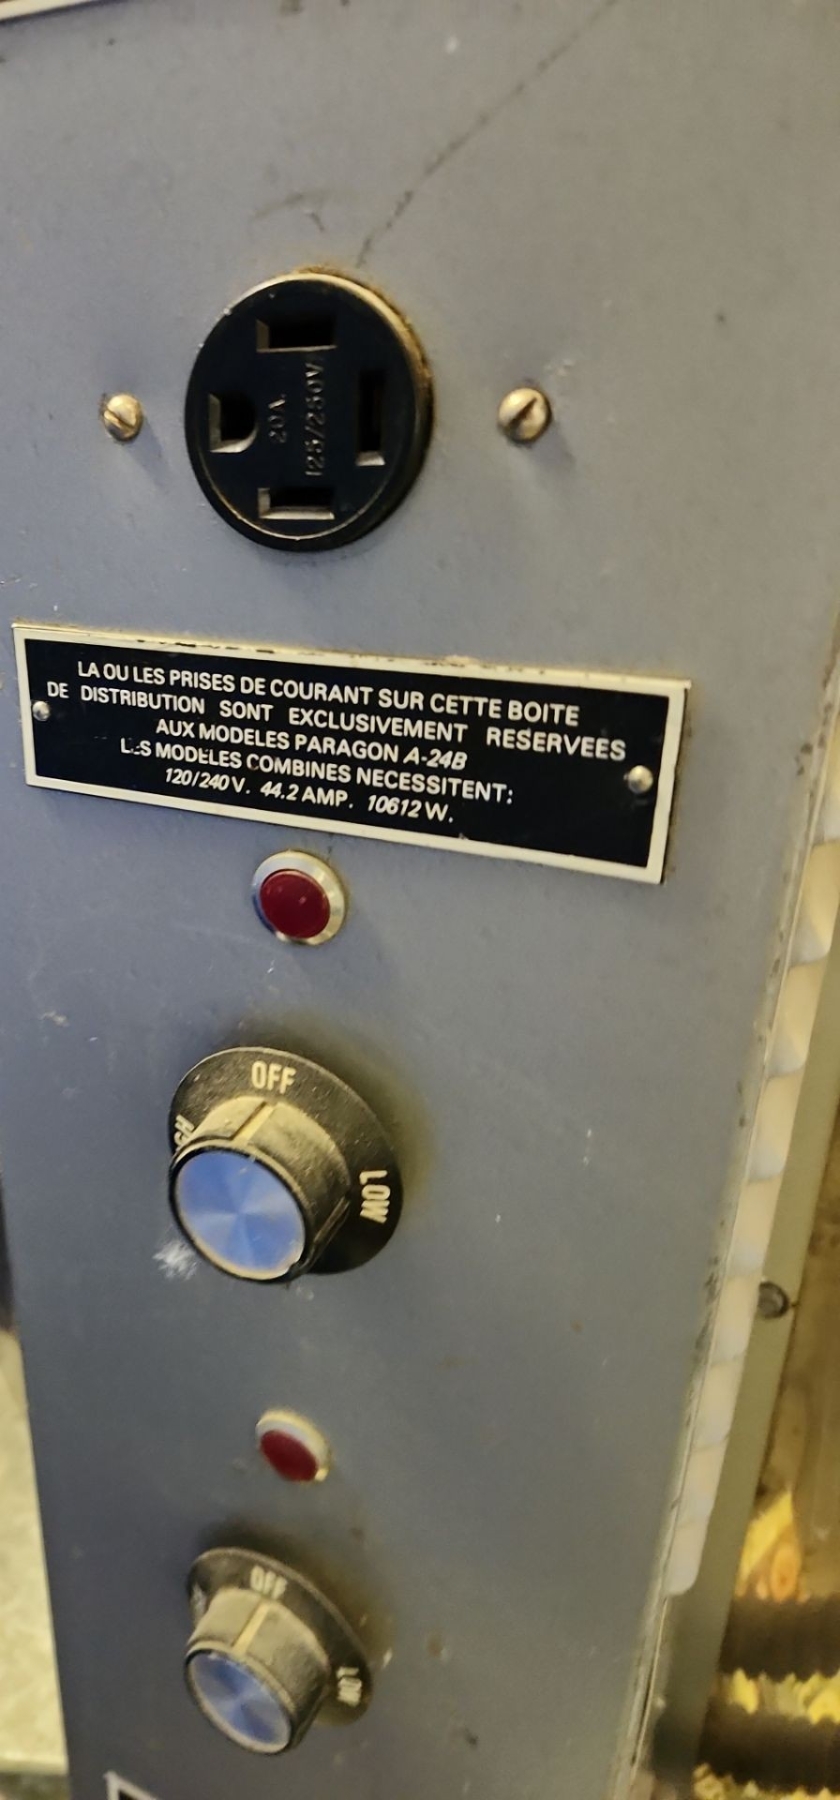 20A.
125/250V
LA OU LES PRISES DE COURANT SUR CETTE BOITE
DE DISTRIBUTION SONT EXCLUSIVEMENT RESERVEES
AUX MODELES PARAGON A-24B
LES MODELES COMBINES NECESSITENT:
120/240 V. 44.2 AMP. 10612 W.
OFF
LOW
OFF
LOW